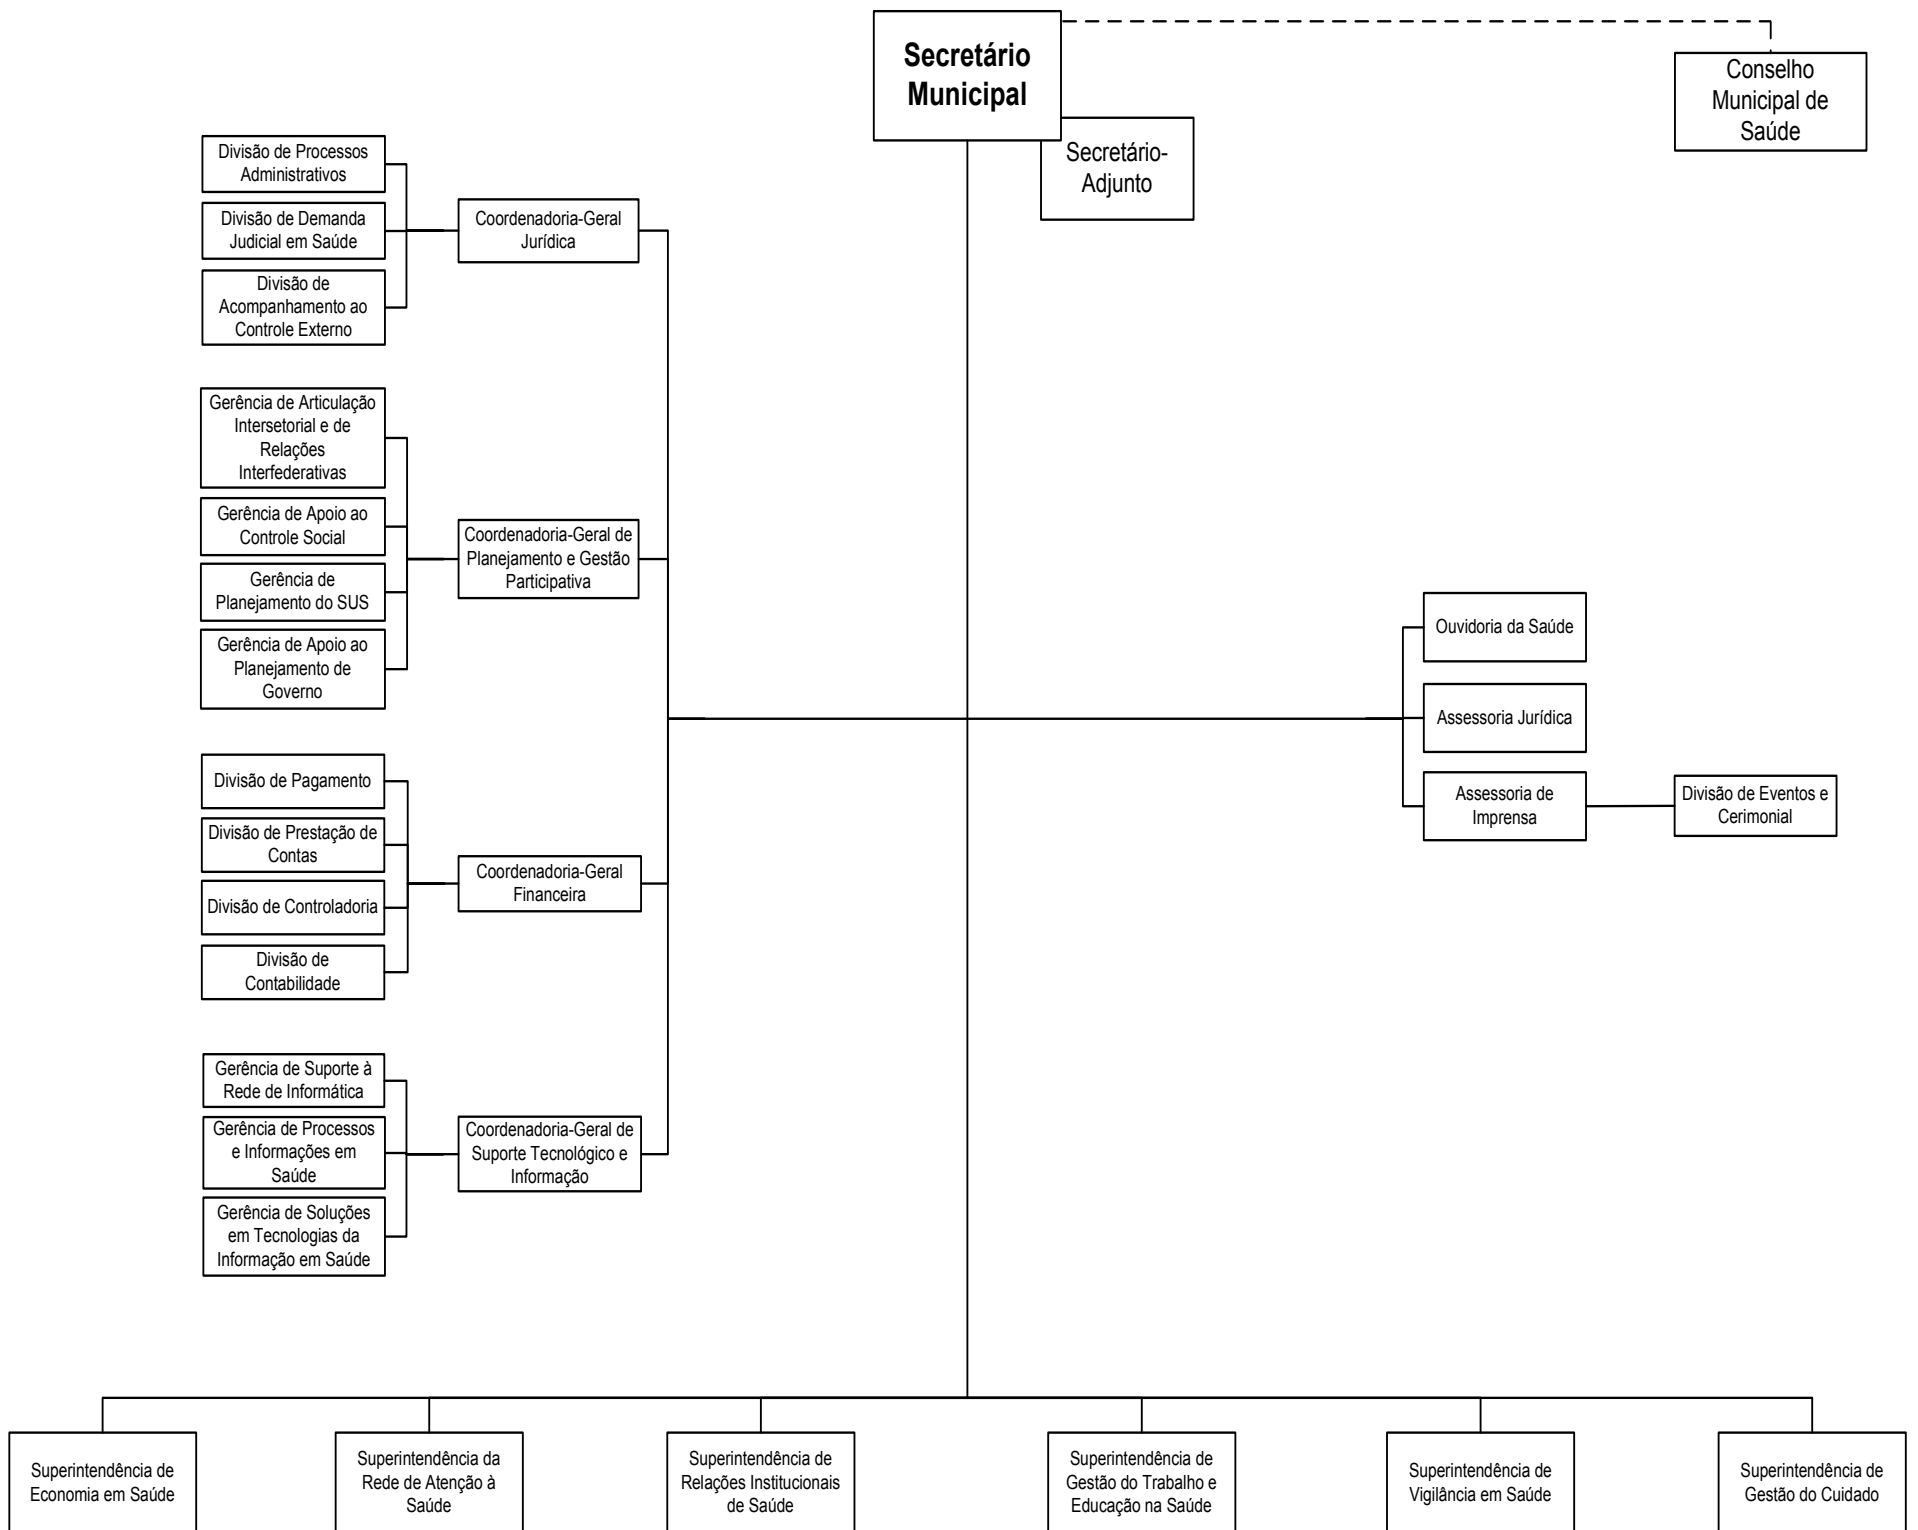 Secretário
Municipal
Conselho
Municipal de
Saúde
Secretário-
Adjunto
Divisão de Processos
Administrativos
Divisão de Demanda
Judicial em Saúde
Divisão de
Acompanhamento ao
Controle Externo
Coordenadoria-Geral
Jurídica
Gerência de Articulação
Intersetorial e de
Relações
Interfederativas
Gerência de Apoio ao
Controle Social
Gerência de
Planejamento do SUS
Gerência de Apoio ao
Planejamento de
Governo
Coordenadoria-Geral de
Planejamento e Gestão
Participativa
Ouvidoria da Saúde
Assessoria Jurídica
Assessoria de
Imprensa
Divisão de Eventos e
Cerimonial
Divisão de Pagamento
Divisão de Prestação de
Contas
Divisão de Controladoria
Divisão de
Contabilidade
Coordenadoria-Geral
Financeira
Gerência de Suporte à
Rede de Informática
Gerência de Processos
e Informações em
Saúde
Gerência de Soluções
em Tecnologias da
Informação em Saúde
Coordenadoria-Geral de
Suporte Tecnológico e
Informação
Superintendência de
Economia em Saúde
Superintendência da
Rede de Atenção à
Saúde
Superintendência de
Relações Institucionais
de Saúde
Superintendência de
Gestão do Trabalho e
Educação na Saúde
Superintendência de
Vigilância em Saúde
Superintendência de
Gestão do Cuidado